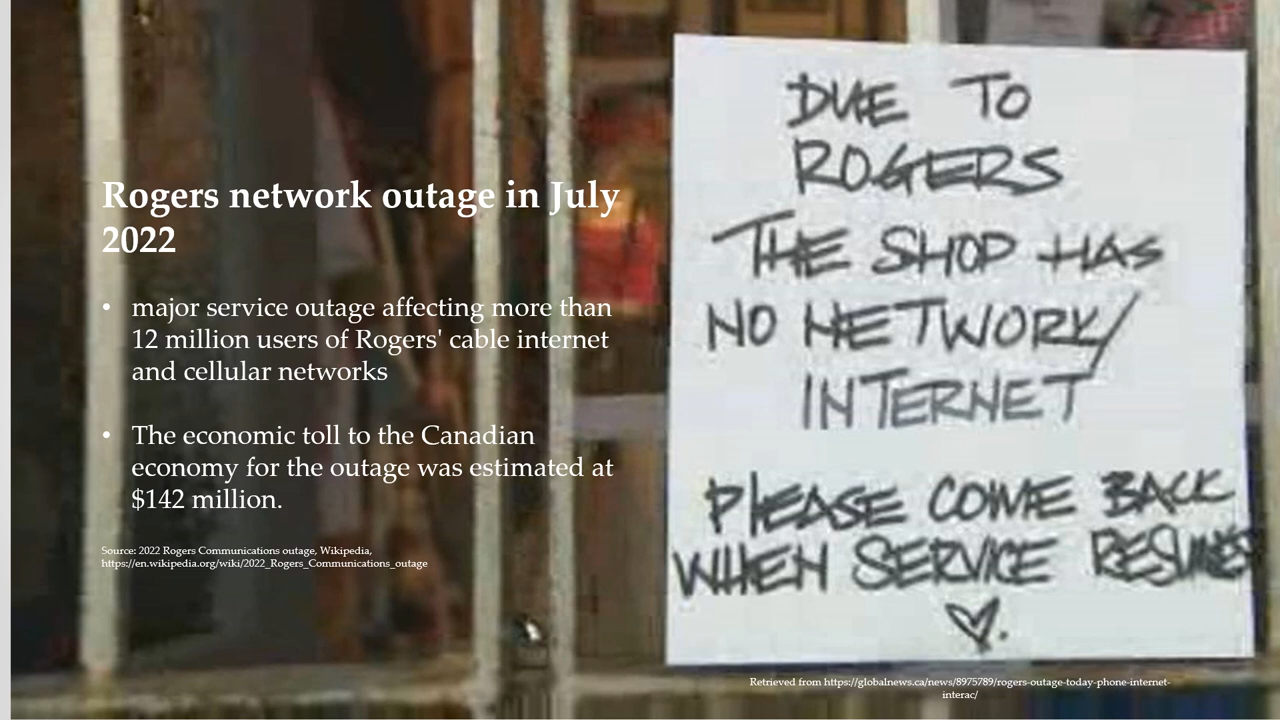 Rogers network outage in July
2022
• major service outage affecting more than
12 million users of Rogers' cable internet
and cellular networks
• The economic toll to the Canadian
economy for the outage was estimated at
$142 million.
Source: 2022 Rogers Communications outage, Wikipedia,
https://en.wikipedia.org/wiki/2022_Rogers_Communications_outage
DUE TO
ROGERS
THE SHOP HAS
NO NETWORK/
INTERNET
PLEASE COME BACK
WHEN SERVICE RESUMES
♡.
Retrieved from https://globalnews.ca/news/8975789/rogers-outage-today-phone-internet-
interac/